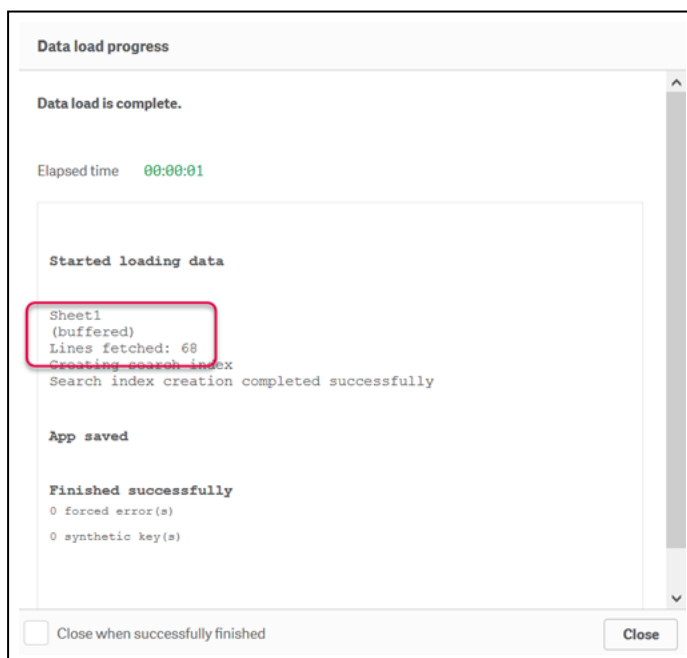 Data load progress
Data load is complete.
Elapsed time 00:00:01
Started loading data
Sheet1
(buffered)
Lines fetched: 68
Creating search index
Search index creation completed successfully
App saved
Finished successfully
0 forced error(s)
0 synthetic key(s)
Close when successfully finished
Close